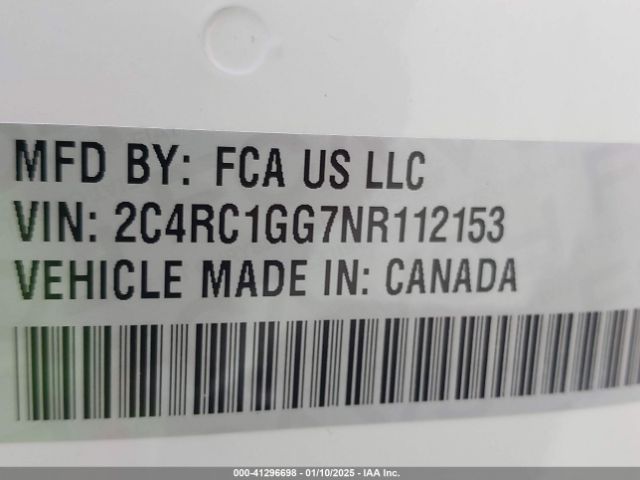 MFD BY: FCA US LLC
VIN: 2C4RC1GG7NR112153
VEHICLE MADE IN: CANADA
000-41296698 - 01/10/2025 - IAA Inc.